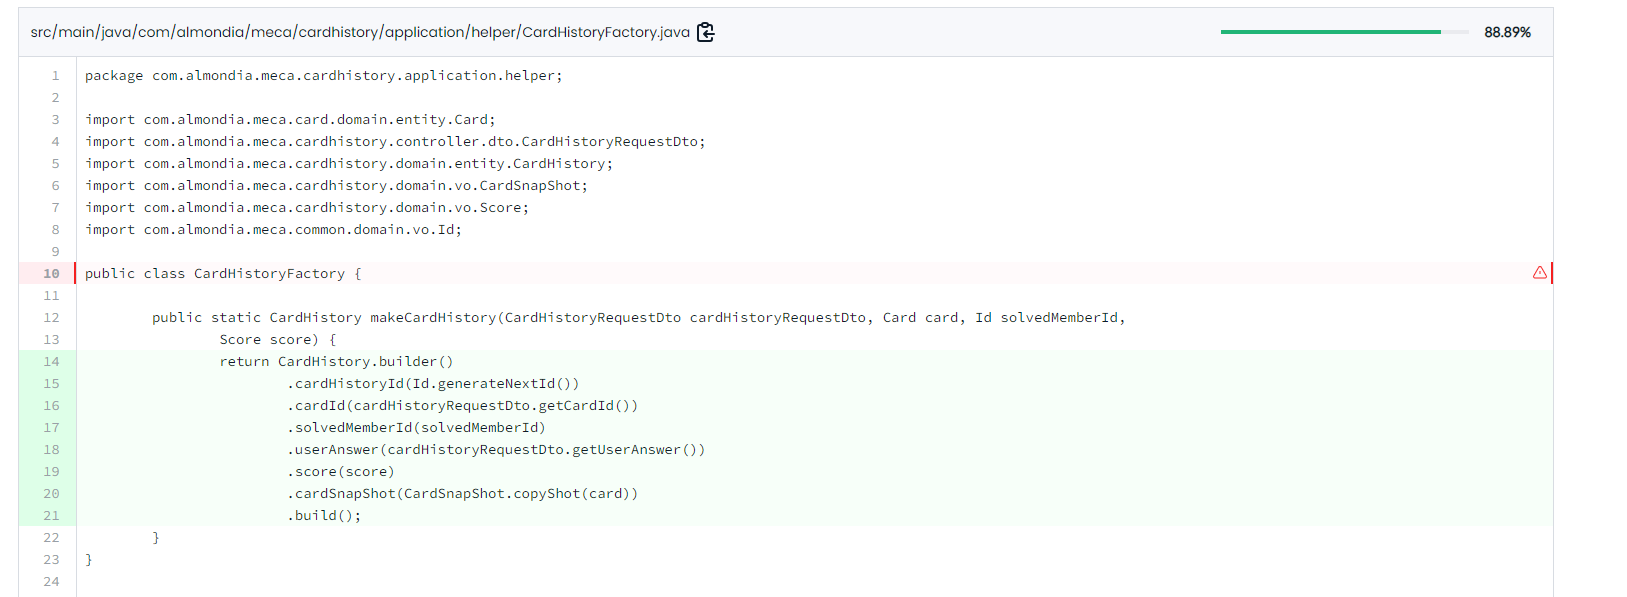 src/main/java/com/almondia/meca/cardhistory/application/helper/CardHistoryFactory.java 88.89%
1 package com.almondia.meca.cardhistory.application.helper;
2
3 import com.almondia.meca.card.domain.entity.Card;
4 import com.almondia.meca.cardhistory.controller.dto.CardHistoryRequestDto;
5 import com.almondia.meca.cardhistory.domain.entity.CardHistory;
6 import com.almondia.meca.cardhistory.domain.vo.CardSnapShot;
7 import com.almondia.meca.cardhistory.domain.vo.Score;
8 import com.almondia.meca.common.domain.vo.Id;
9
10 public class CardHistoryFactory {
11
12 public static CardHistory makeCardHistory(CardHistoryRequestDto cardHistoryRequestDto, Card card, Id solvedMemberId,
13 Score score) {
14 return CardHistory.builder()
15 .cardHistoryId(Id.generateNextId())
16 .cardId(cardHistoryRequestDto.getCardId())
17 .solvedMemberId(solvedMemberId)
18 .userAnswer(cardHistoryRequestDto.getUserAnswer())
19 .score(score)
20 .cardSnapShot(CardSnapShot.copyShot(card))
21 .build();
22 }
23 }
24